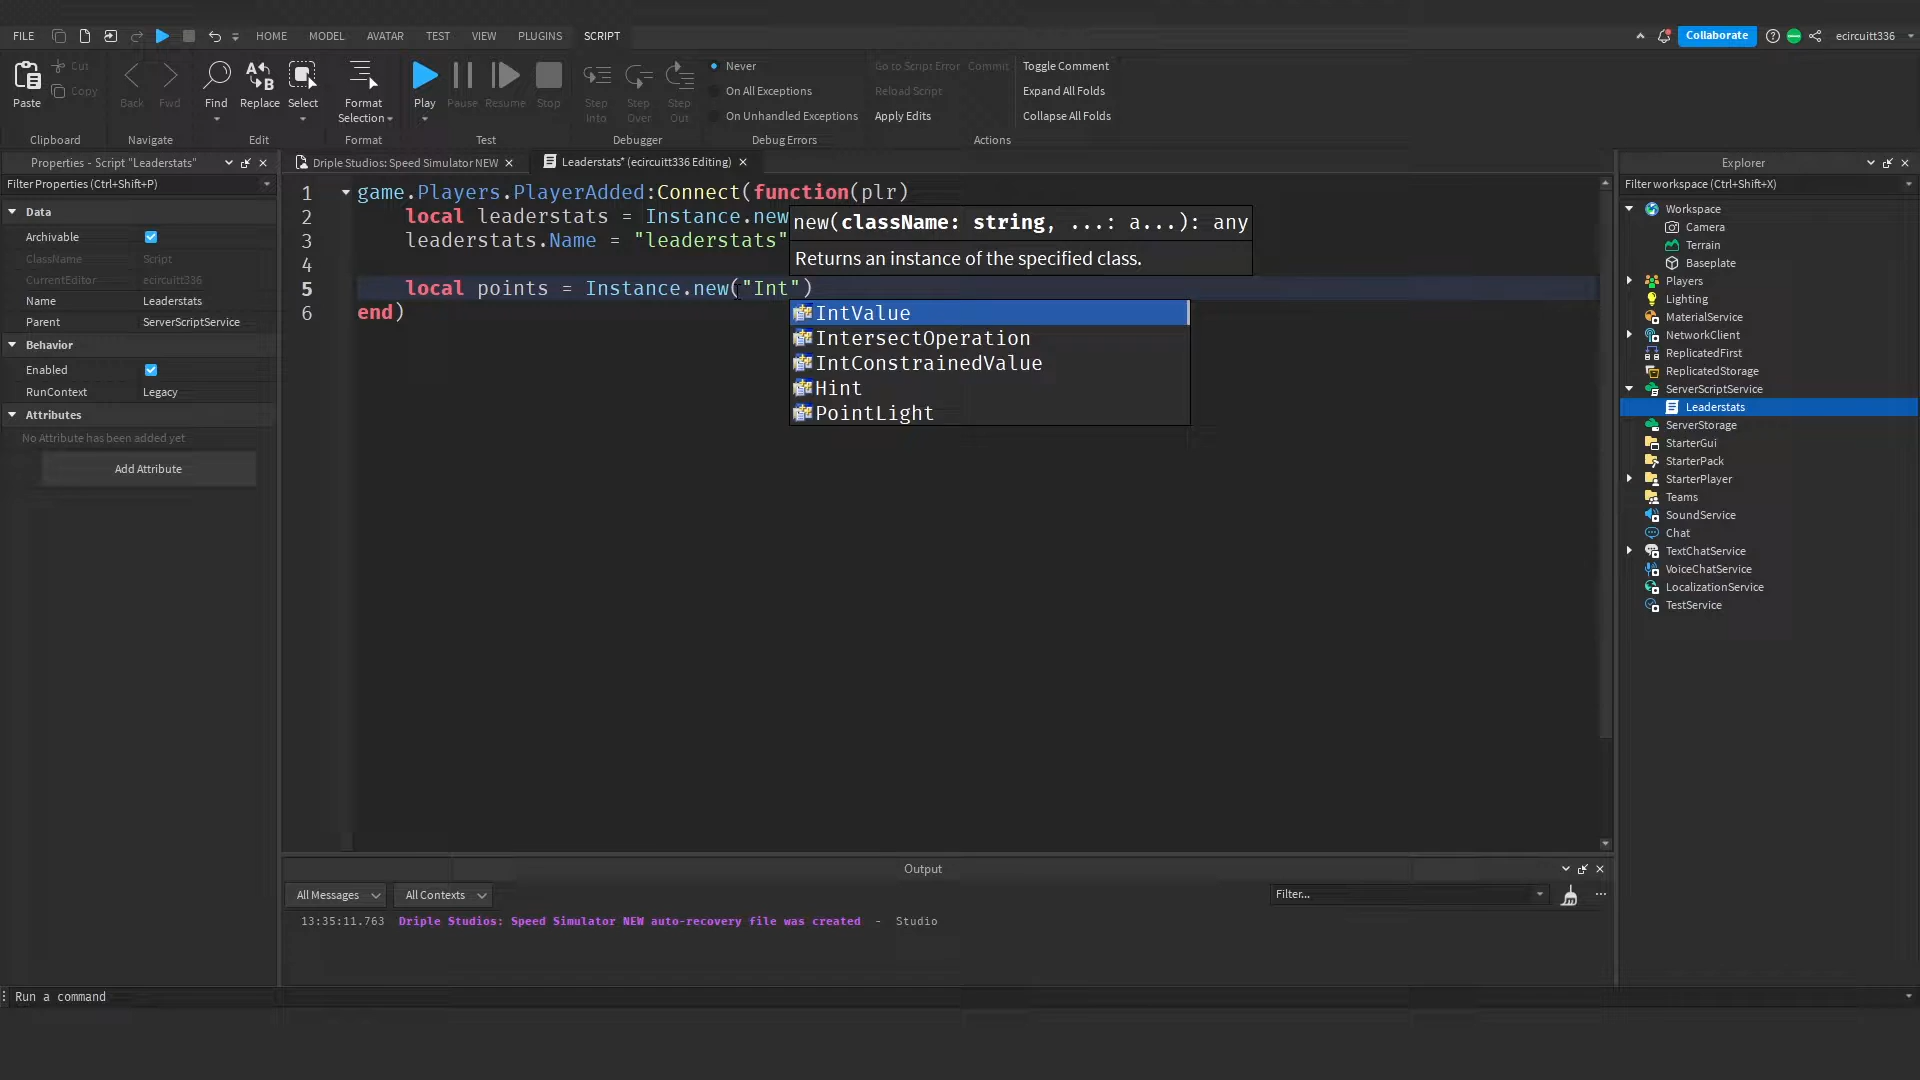 FILE HOME MODEL AVATAR TEST VIEW PLUGINS SCRIPT Collaborate ecircuitt336
Paste Cut Copy
Clipboard
Back Fwd
Navigate
Find Replace Select
Edit
Format
Selection
Format
Play Pause Resume Stop
Test
Step
Into
Step
Over
Step
Out
Debugger
Never
On All Exceptions
On Unhandled Exceptions
Debug Errors
Go to Script Error Commit
Reload Script
Apply Edits
Toggle Comment
Expand All Folds
Collapse All Folds
Actions
Properties - Script "Leaderstats"
Filter Properties (Ctrl+Shift+P)
Data
Archivable
ClassName Script
CurrentEditor ecircuitt336
Name Leaderstats
Parent ServerScriptService
Behavior
Enabled
RunContext Legacy
Attributes
No Attribute has been added yet
Add Attribute
Driple Studios: Speed Simulator NEW
Leaderstats* (ecircuitt336 Editing)
1 game.Players.PlayerAdded:Connect(function(plr)
2 local leaderstats = Instance.new
3 leaderstats.Name = "leaderstats"
4
5 local points = Instance.new("Int")
6 end)
new(className: string, ...: a...): any
Returns an instance of the specified class.
IntValue
IntersectOperation
IntConstrainedValue
Hint
PointLight
Output
All Messages All Contexts Filter...
13:35:11.763 Driple Studios: Speed Simulator NEW auto-recovery file was created - Studio
Run a command
Explorer
Filter workspace (Ctrl+Shift+X)
Workspace
Camera
Terrain
Baseplate
Players
Lighting
MaterialService
NetworkClient
ReplicatedFirst
ReplicatedStorage
ServerScriptService
Leaderstats
ServerStorage
StarterGui
StarterPack
StarterPlayer
Teams
SoundService
Chat
TextChatService
VoiceChatService
LocalizationService
TestService